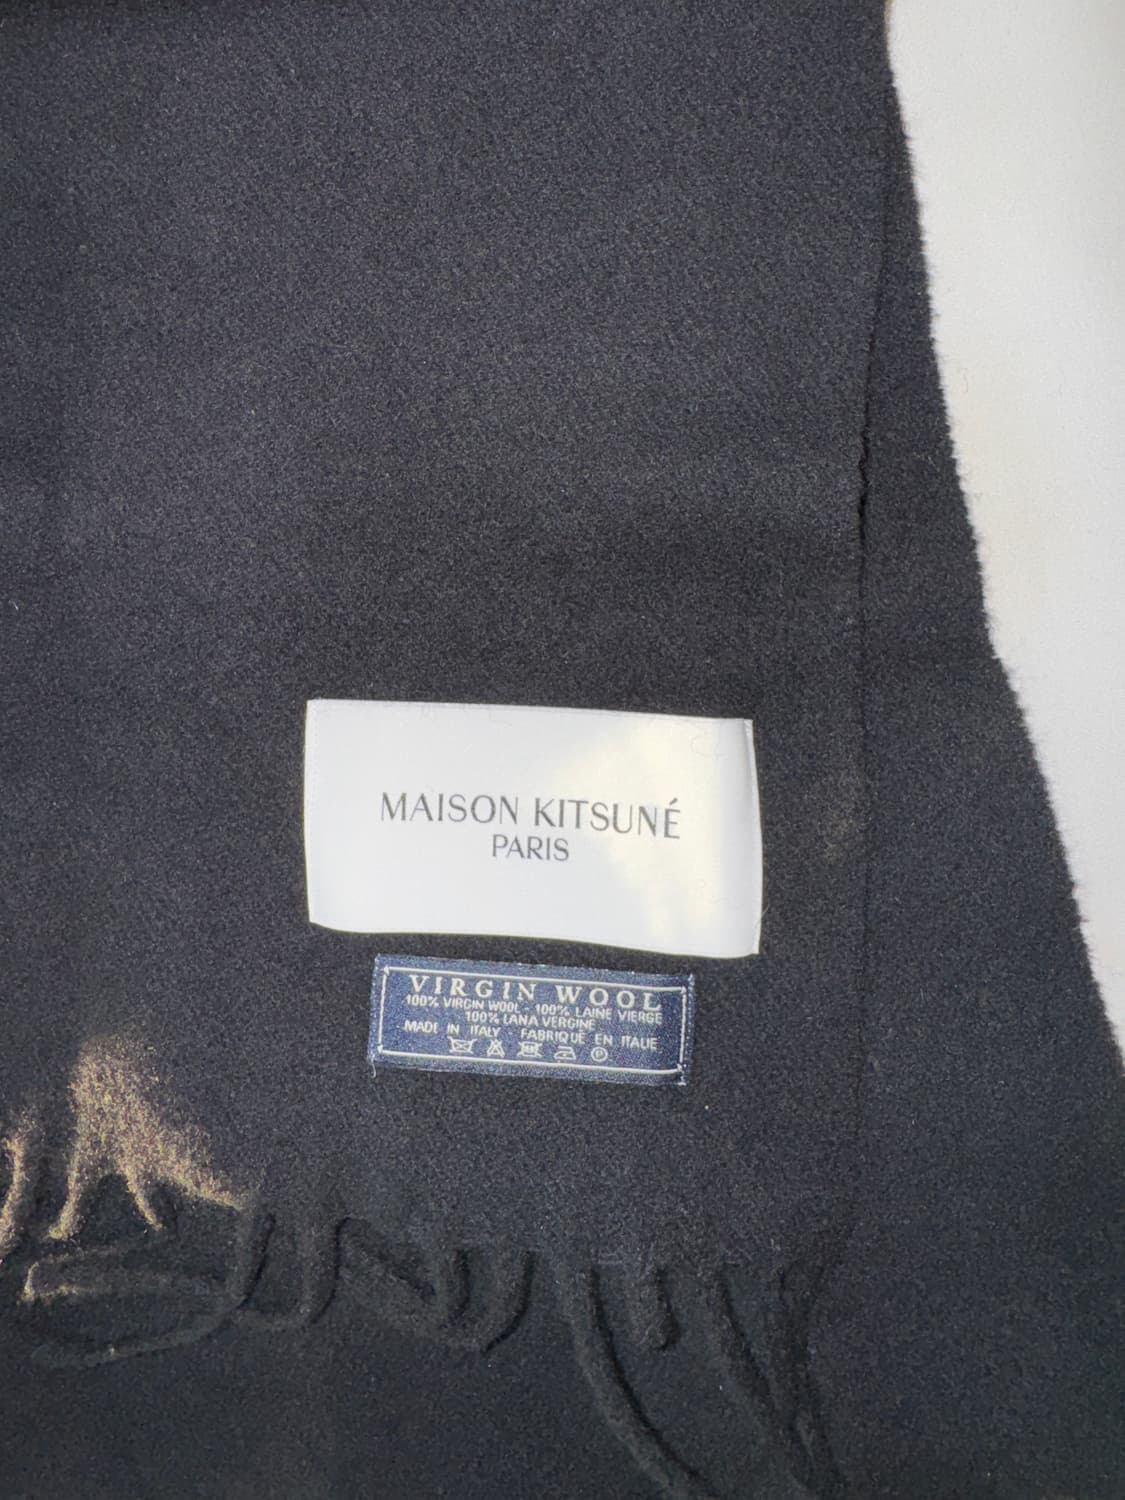 MAISON KITSUNÉ
PARIS
VIRGIN WOOL
100% VIRGIN WOOL 100% LAINE VIERGE
100% LANA VERGINE
MADE IN ITALY FABRIQUÉ EN ITALIE
P